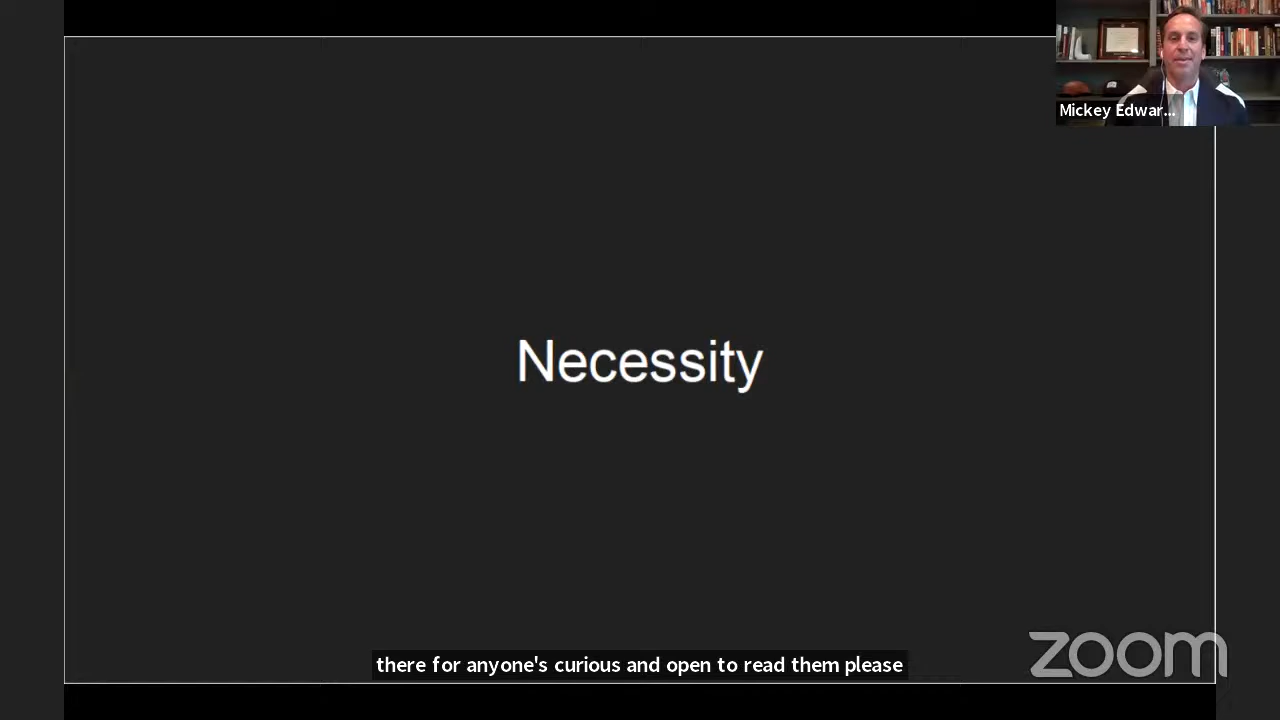 Mickey Edwar...
Necessity
there for anyone's curious and open to read them please
zoom